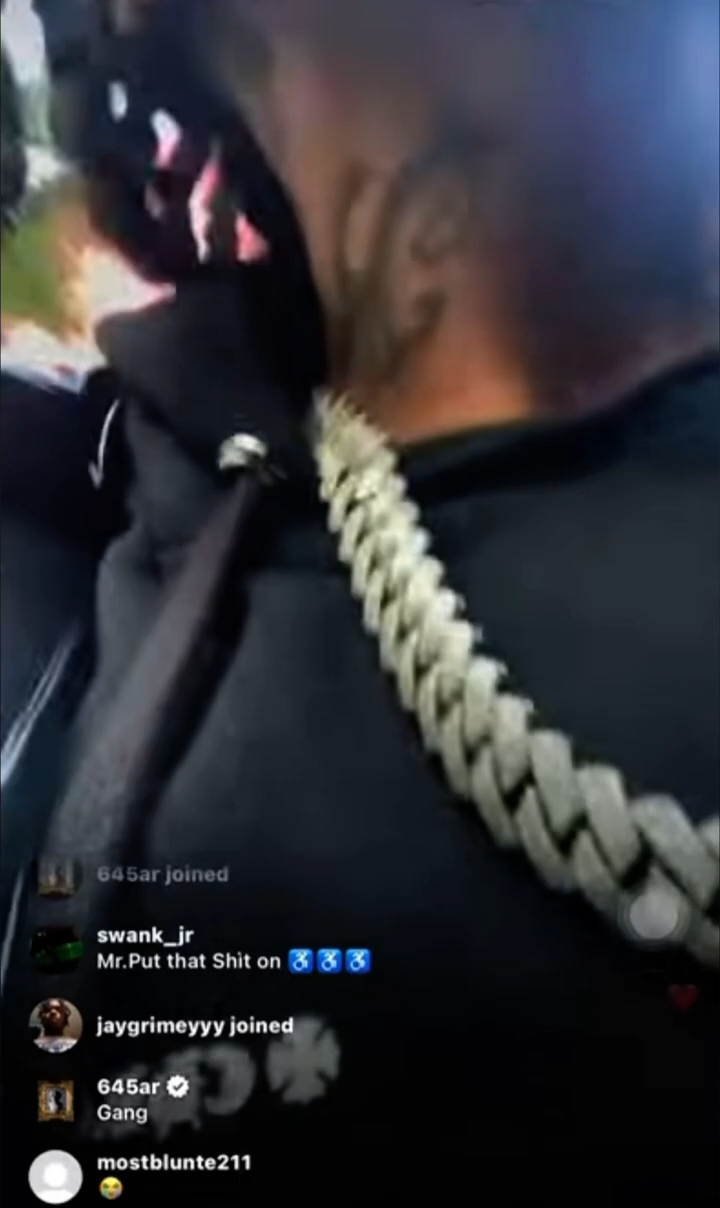 645ar joined
swank_jr
Mr.Put that Shit on ♿♿♿
jaygrimeyyy joined
645ar
Gang
mostblunte211
😭